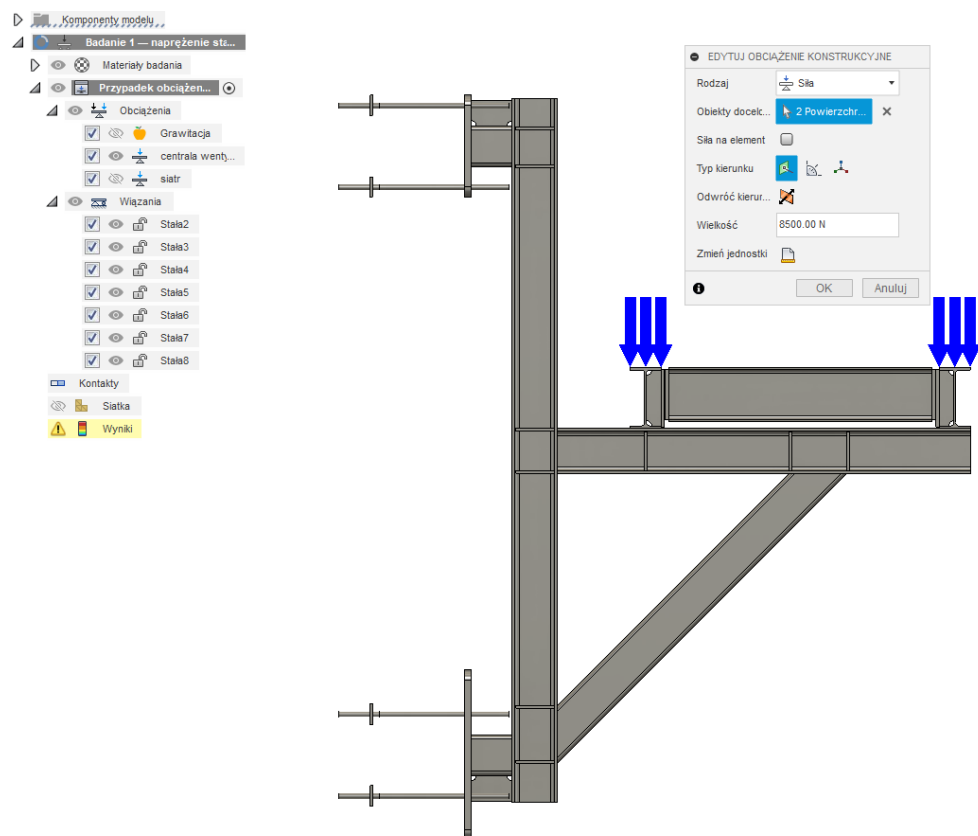 Komponenty modelu
Badanie 1 — naprężenie sta...
Materiały badania
Przypadek obciążen...
Obciążenia
Grawitacja
centrala wenty...
siatr
Wiązania
Stała2
Stała3
Stała4
Stała5
Stała6
Stała7
Stała8
Kontakty
Siatka
Wyniki
EDYTUJ OBCIĄŻENIE KONSTRUKCYJNE
Rodzaj Siła
Obiekty docelc... 2 Powierzchr...
Siła na element
Typ kierunku
Odwróć kierur...
Wielkość 8500.00 N
Zmień jednostki
OK Anuluj